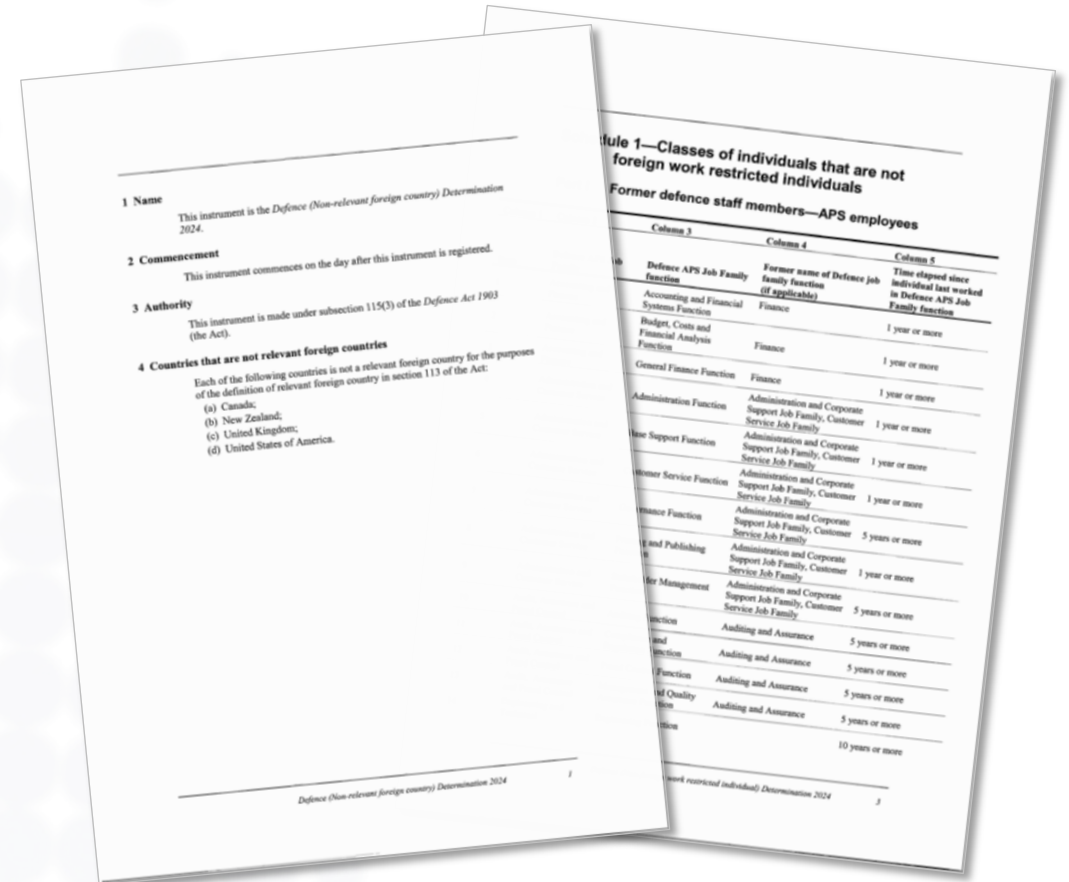 1 Name
This instrument is the Defence (Non-relevant foreign country) Determination
2024.
2 Commencement
This instrument commences on the day after this instrument is registered.
3 Authority
This instrument is made under subsection 115(3) of the Defence Act 1903
(the Act).
4 Countries that are not relevant foreign countries
Each of the following countries is not a relevant foreign country for the purposes
of the definition of relevant foreign country in section 113 of the Act:
(a) Canada;
(b) New Zealand;
(c) United Kingdom;
(d) United States of America.
Defence (Non-relevant foreign country) Determination 2024
1
1—Classes of individuals that are not
foreign work restricted individuals
Former defence staff members—APS employees
Column 3 Column 4 Column 5
Defence APS Job Family
function
Former name of Defence job
family function
(if applicable)
Time elapsed since
individual last worked
in Defence APS Job
Family function
Accounting and Financial
Systems Function
Finance
1 year or more
Budget, Costs and
Financial Analysis
Function
Finance
1 year or more
General Finance Function
Finance
1 year or more
Administration Function
Administration and Corporate
Support Job Family, Customer
Service Job Family
1 year or more
Support Function
Administration and Corporate
Support Job Family, Customer
Service Job Family
1 year or more
Service Function
Administration and Corporate
Support Job Family, Customer
Service Job Family
1 year or more
Function
Administration and Corporate
Support Job Family, Customer
Service Job Family
5 years or more
and Publishing
Administration and Corporate
Support Job Family, Customer
Service Job Family
1 year or more
Management
Administration and Corporate
Support Job Family, Customer
Service Job Family
5 years or more
Auditing and Assurance
5 years or more
and
Auditing and Assurance
5 years or more
Function
Auditing and Assurance
5 years or more
Quality
Auditing and Assurance
5 years or more
10 years or more
work restricted individual) Determination 2024
3